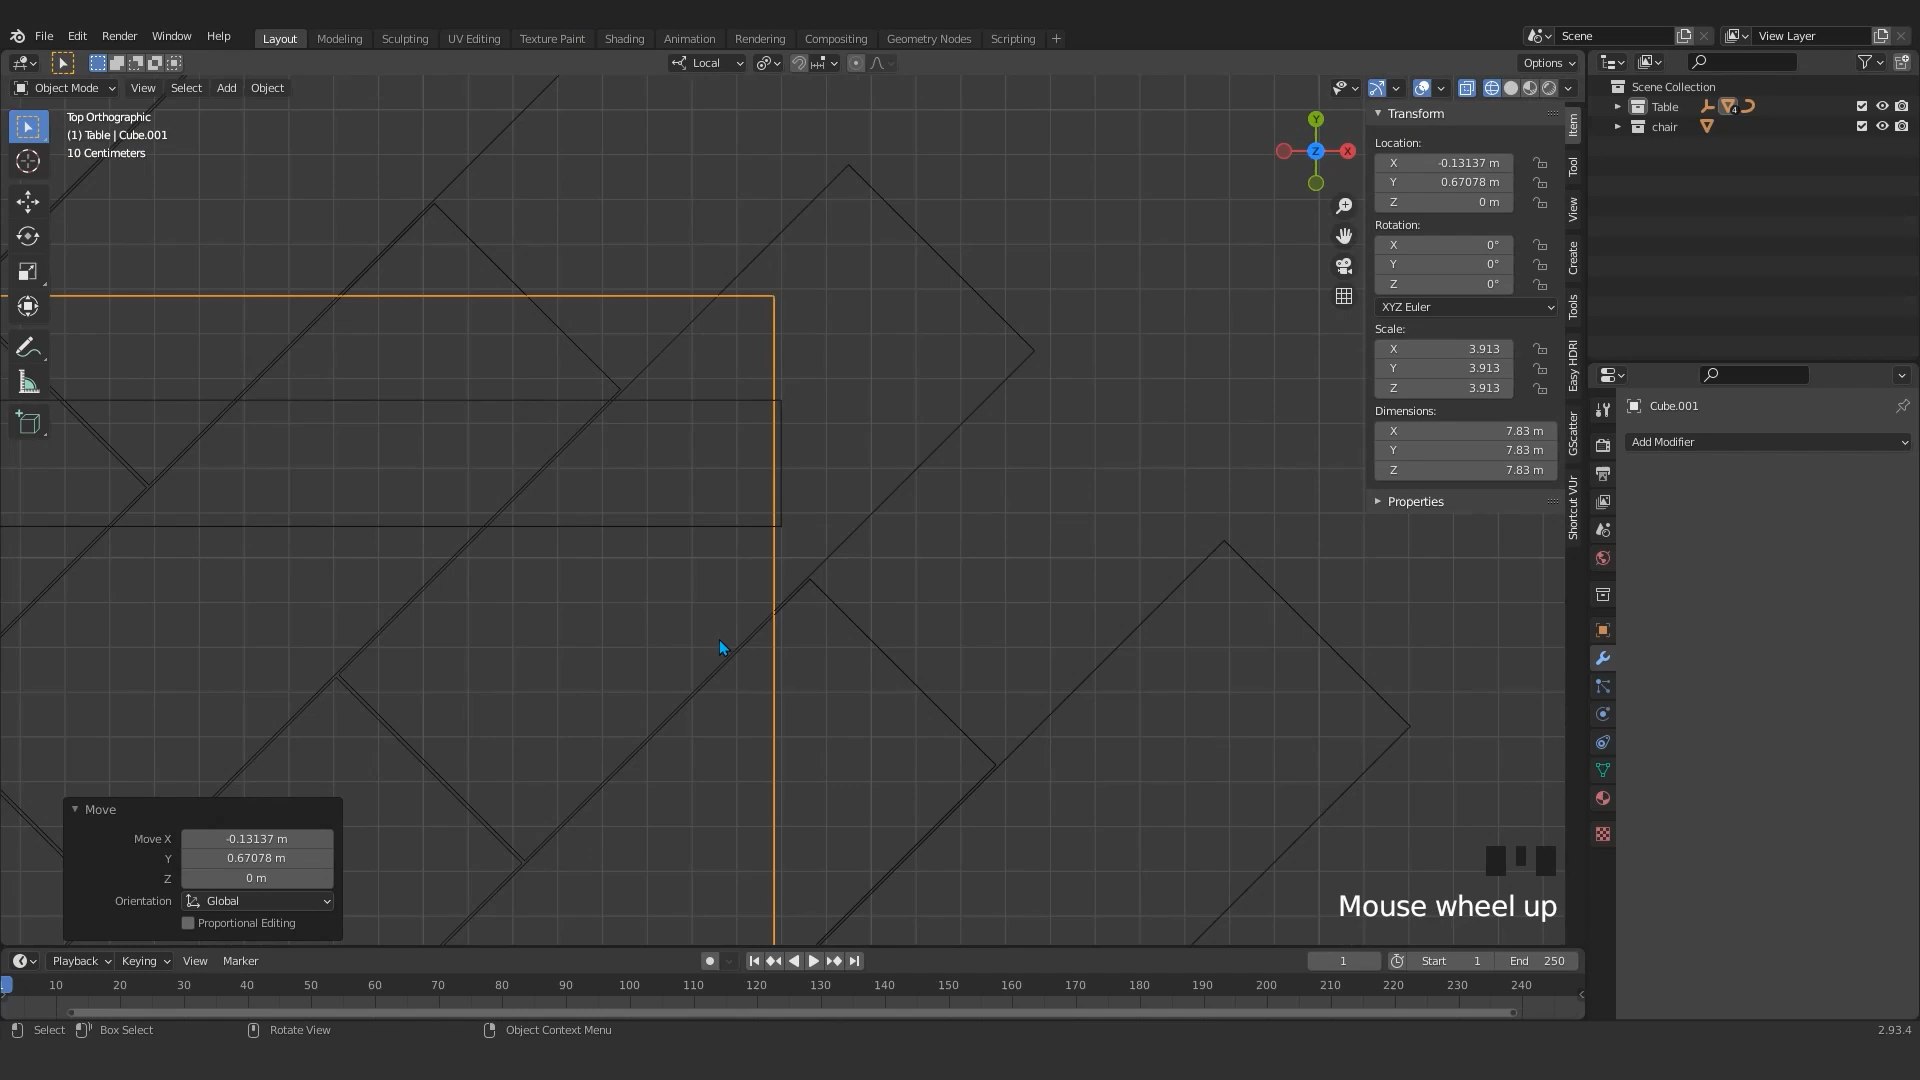 File Edit Render Window Help
Layout Modeling Sculpting UV Editing Texture Paint Shading Animation Rendering Compositing Geometry Nodes Scripting +
Scene View Layer
Local Options
Object Mode View Select Add Object
Top Orthographic
(1) Table | Cube.001
10 Centimeters
Y
X
Z
Transform
Location:
X -0.13137 m
Y 0.67078 m
Z 0 m
Rotation:
X 0°
Y 0°
Z 0°
XYZ Euler
Scale:
X 3.913
Y 3.913
Z 3.913
Dimensions:
X 7.83 m
Y 7.83 m
Z 7.83 m
Properties
Item
Tool
View
Create
Tools
Easy HDRI
GScatter
Shortcut VUr
Scene Collection
Table 4
chair
Cube.001
Add Modifier
Move
Move X -0.13137 m
Y 0.67078 m
Z 0 m
Orientation Global
Proportional Editing
Mouse wheel up
Playback Keying View Marker
1 Start 1 End 250
10 20 30 40 50 60 70 80 90 100 110 120 130 140 150 160 170 180 190 200 210 220 230 240
Select Box Select Rotate View Object Context Menu 2.93.4